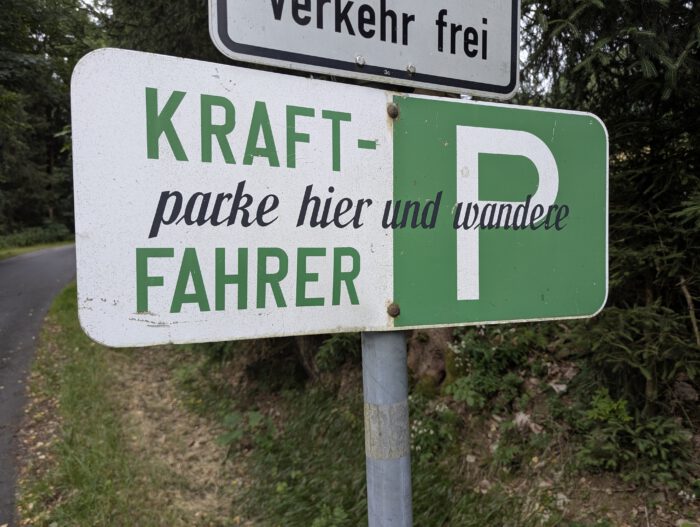 Verkehr frei
KRAFT-
parke hier und wandere
P
FAHRER